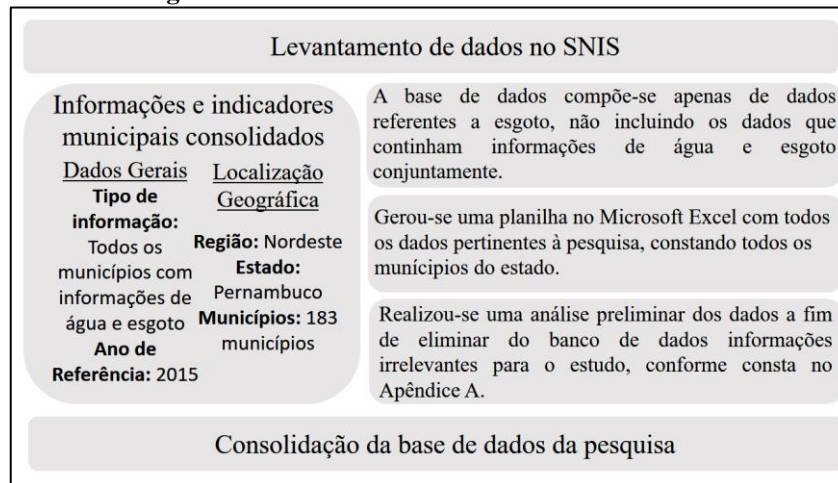 Levantamento de dados no SNIS
Informações e indicadores
municipais consolidados
Dados Gerais
Tipo de
informação:
Todos os
municípios com
informações de
água e esgoto
Ano de
Referência: 2015
Localização
Geográfica
Região: Nordeste
Estado:
Pernambuco
Municípios: 183
municípios
A base de dados compõe-se apenas de dados
referentes a esgoto, não incluindo os dados que
continham informações de água e esgoto
conjuntamente.
Gerou-se uma planilha no Microsoft Excel com todos
os dados pertinentes à pesquisa, constando todos os
munícipios do estado.
Realizou-se uma análise preliminar dos dados a fim
de eliminar do banco de dados informações
irrelevantes para o estudo, conforme consta no
Apêndice A.
Consolidação da base de dados da pesquisa